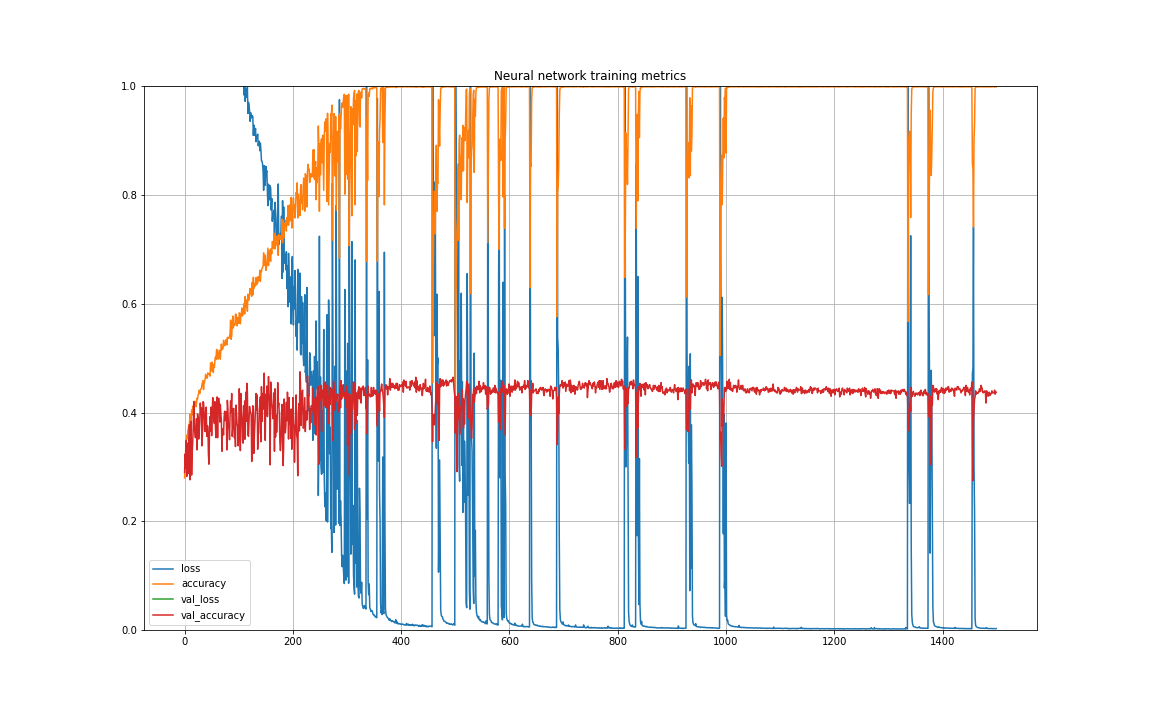 Neural network training metrics
1.0
0.8
0.6
0.4
0.2
0.0
loss
accuracy
val_loss
val_accuracy
0 200 400 600 800 1000 1200 1400